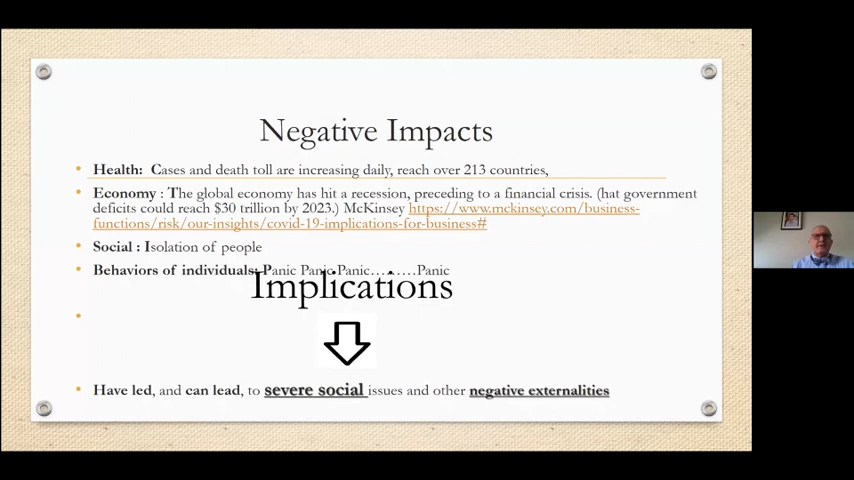 Negative Impacts
Health: Cases and death toll are increasing daily, reach over 213 countries,
Economy : The global economy has hit a recession, preceding to a financial crisis. (hat government
deficits could reach $30 trillion by 2023.) McKinsey https://www.mckinsey.com/business-
functions/risk/our-insights/covid-19-implications-for-business#
Social : Isolation of people
Behaviors of individuals: Panic Panic Panic………Panic
Implications
Have led, and can lead, to severe social issues and other negative externalities